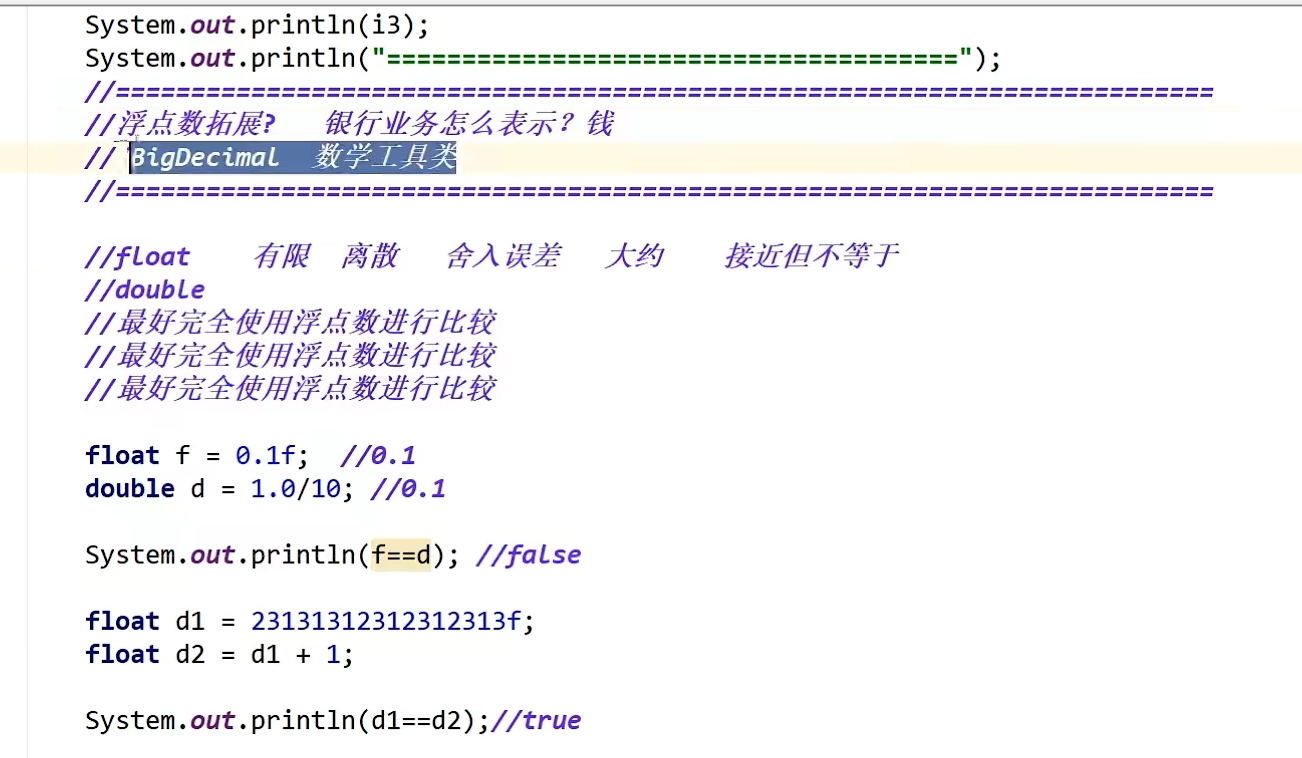 System.out.println(i3);
System.out.println("======================================");
//=========================================================================
//浮点数拓展? 银行业务怎么表示？钱
// BigDecimal 数学工具类
//=========================================================================
//float 有限 离散 舍入误差 大约 接近但不等于
//double
//最好完全使用浮点数进行比较
//最好完全使用浮点数进行比较
//最好完全使用浮点数进行比较
float f = 0.1f; //0.1
double d = 1.0/10; //0.1
System.out.println(f==d); //false
float d1 = 23131312312312313f;
float d2 = d1 + 1;
System.out.println(d1==d2);//true